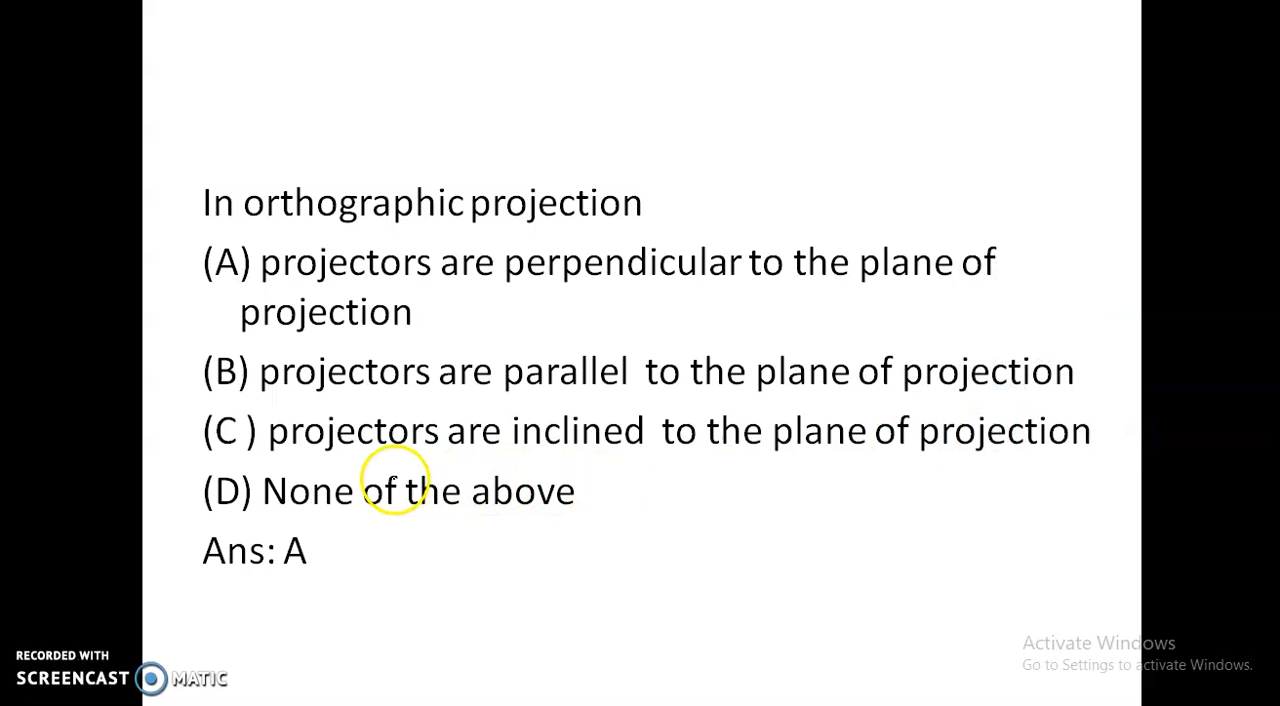 In orthographic projection
(A) projectors are perpendicular to the plane of
projection
(B) projectors are parallel to the plane of projection
(C ) projectors are inclined to the plane of projection
(D) None of the above
Ans: A
Activate Windows
Go to Settings to activate Windows.
RECORDED WITH
SCREENCAST MATIC